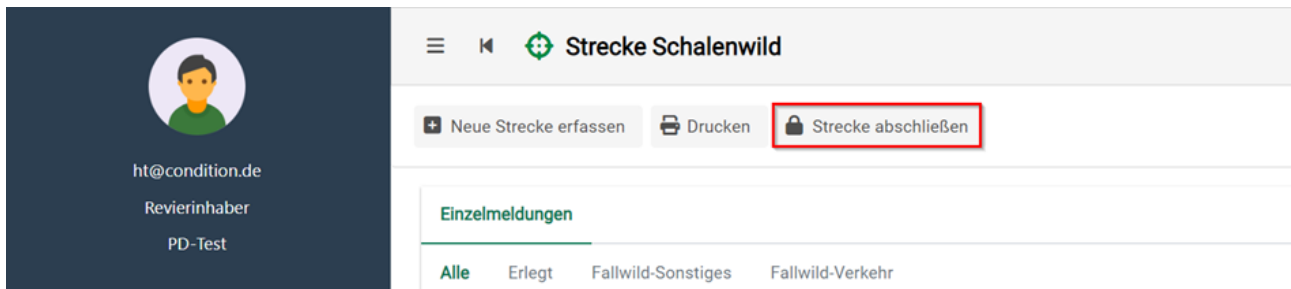 Strecke Schalenwild
Neue Strecke erfassen Drucken Strecke abschließen
ht@condition.de
Revierinhaber
PD-Test
Einzelmeldungen
Alle Erlegt Fallwild-Sonstiges Fallwild-Verkehr